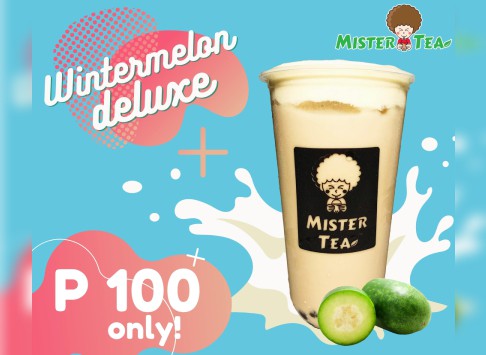 Wintermelon
deluxe
MISTER TEA
MISTER
TEA
P 100
only!